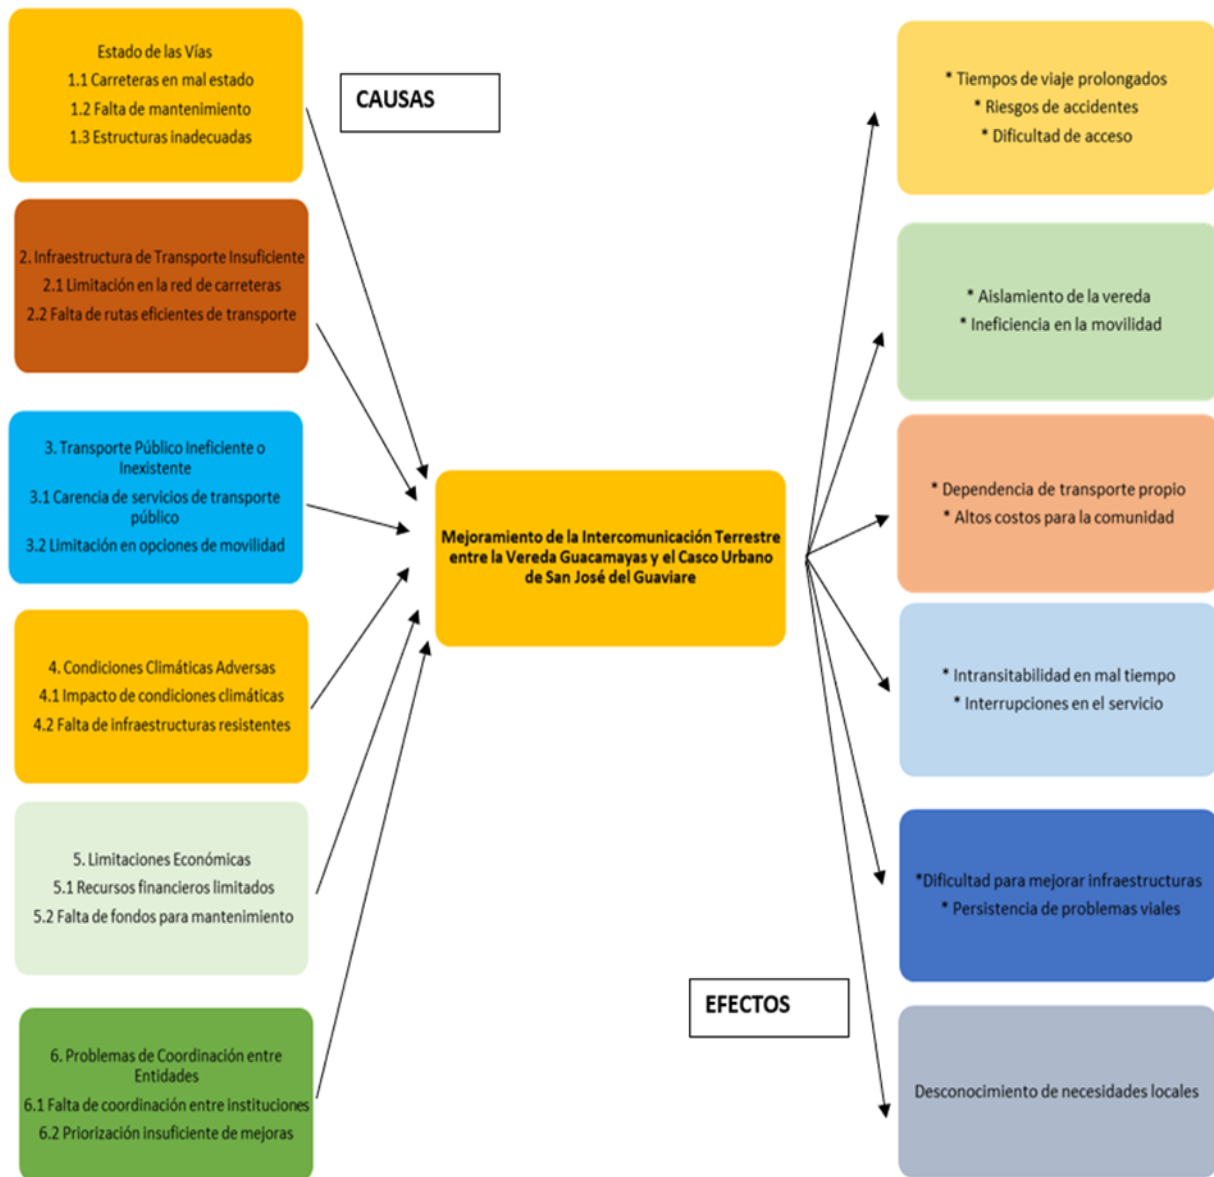 Estado de las Vías
1.1 Carreteras en mal estado
1.2 Falta de mantenimiento
1.3 Estructuras inadecuadas
CAUSAS
2. Infraestructura de Transporte Insuficiente
2.1 Limitación en la red de carreteras
2.2 Falta de rutas eficientes de transporte
3. Transporte Público Ineficiente o
Inexistente
3.1 Carencia de servicios de transporte
público
3.2 Limitación en opciones de movilidad
4. Condiciones Climáticas Adversas
4.1 Impacto de condiciones climáticas
4.2 Falta de infraestructuras resistentes
5. Limitaciones Económicas
5.1 Recursos financieros limitados
5.2 Falta de fondos para mantenimiento
6. Problemas de Coordinación entre
Entidades
6.1 Falta de coordinación entre instituciones
6.2 Priorización insuficiente de mejoras
Mejoramiento de la Intercomunicación Terrestre
entre la Vereda Guacamayas y el Casco Urbano
de San José del Guaviare
EFECTOS
* Tiempos de viaje prolongados
* Riesgos de accidentes
* Dificultad de acceso
* Aislamiento de la vereda
* Ineficiencia en la movilidad
* Dependencia de transporte propio
* Altos costos para la comunidad
* Intransitabilidad en mal tiempo
* Interrupciones en el servicio
*Dificultad para mejorar infraestructuras
* Persistencia de problemas viales
Desconocimiento de necesidades locales